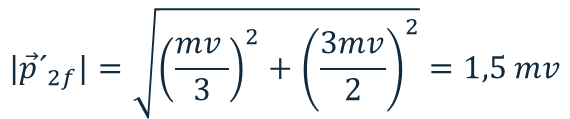 |p⃗´₂f| = √((mv/3)² + (3mv/2)²) = 1,5 mv